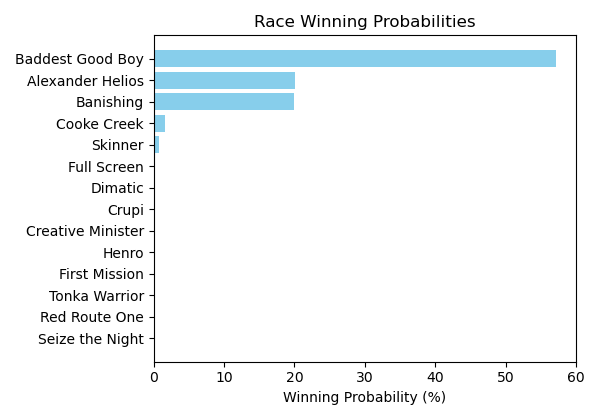 Race Winning Probabilities
Baddest Good Boy
Alexander Helios
Banishing
Cooke Creek
Skinner
Full Screen
Dimatic
Crupi
Creative Minister
Henro
First Mission
Tonka Warrior
Red Route One
Seize the Night
0 10 20 30 40 50 60
Winning Probability (%)